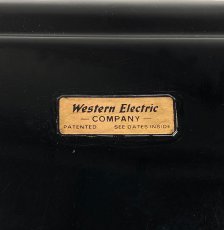 Western Electric
— COMPANY —
PATENTED SEE DATES INSIDE